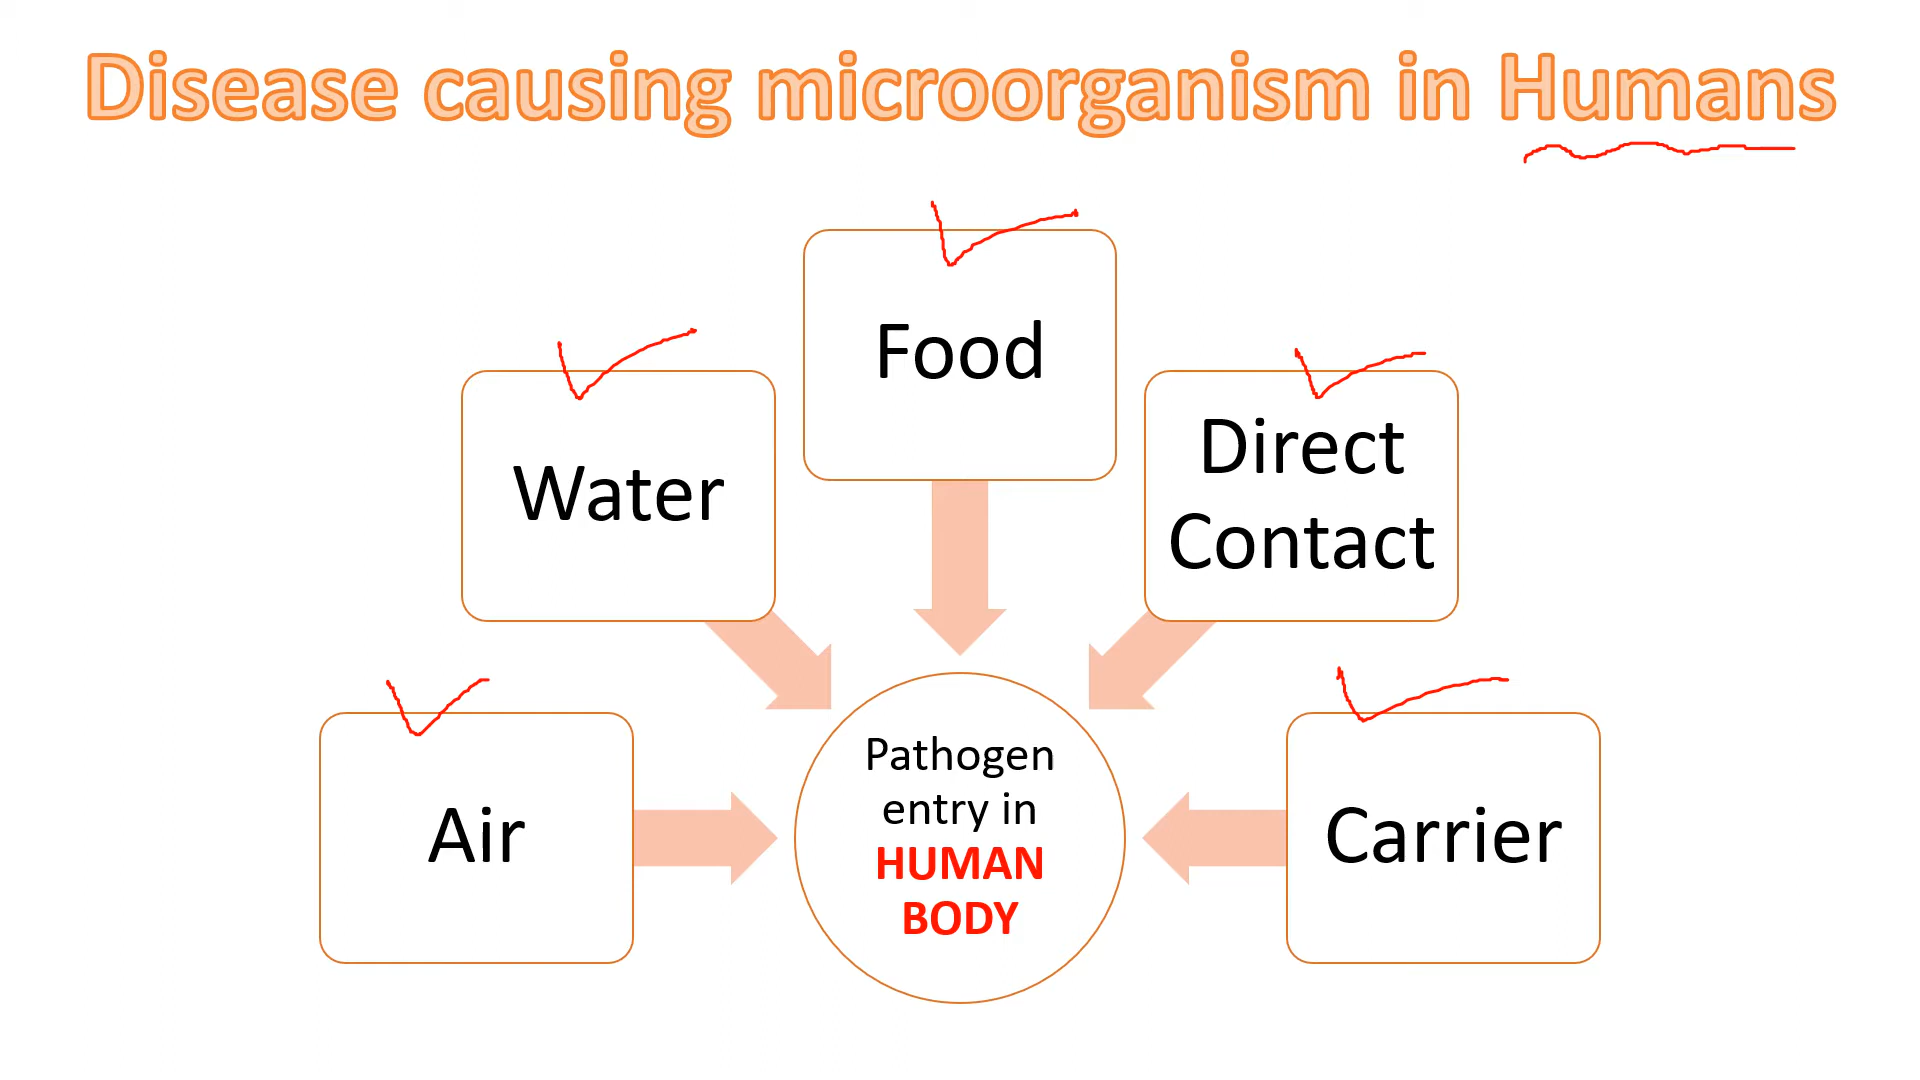 Disease causing microorganism in Humans
Food
Water
Direct
Contact
Air
Pathogen
entry in
HUMAN
BODY
Carrier